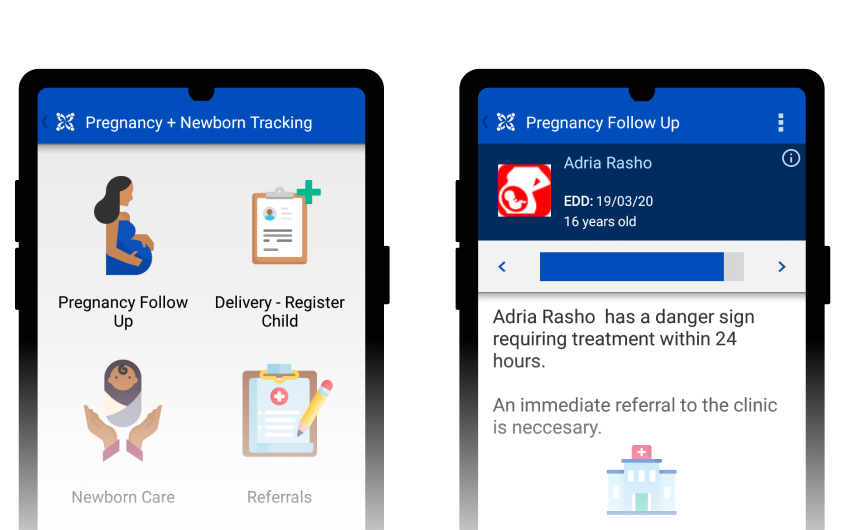 Pregnancy + Newborn Tracking
Pregnancy Follow
Up
Delivery - Register
Child
Newborn Care
Referrals
Pregnancy Follow Up
Adria Rasho
EDD: 19/03/20
16 years old
Adria Rasho has a danger sign
requiring treatment within 24
hours.
An immediate referral to the clinic
is neccesary.